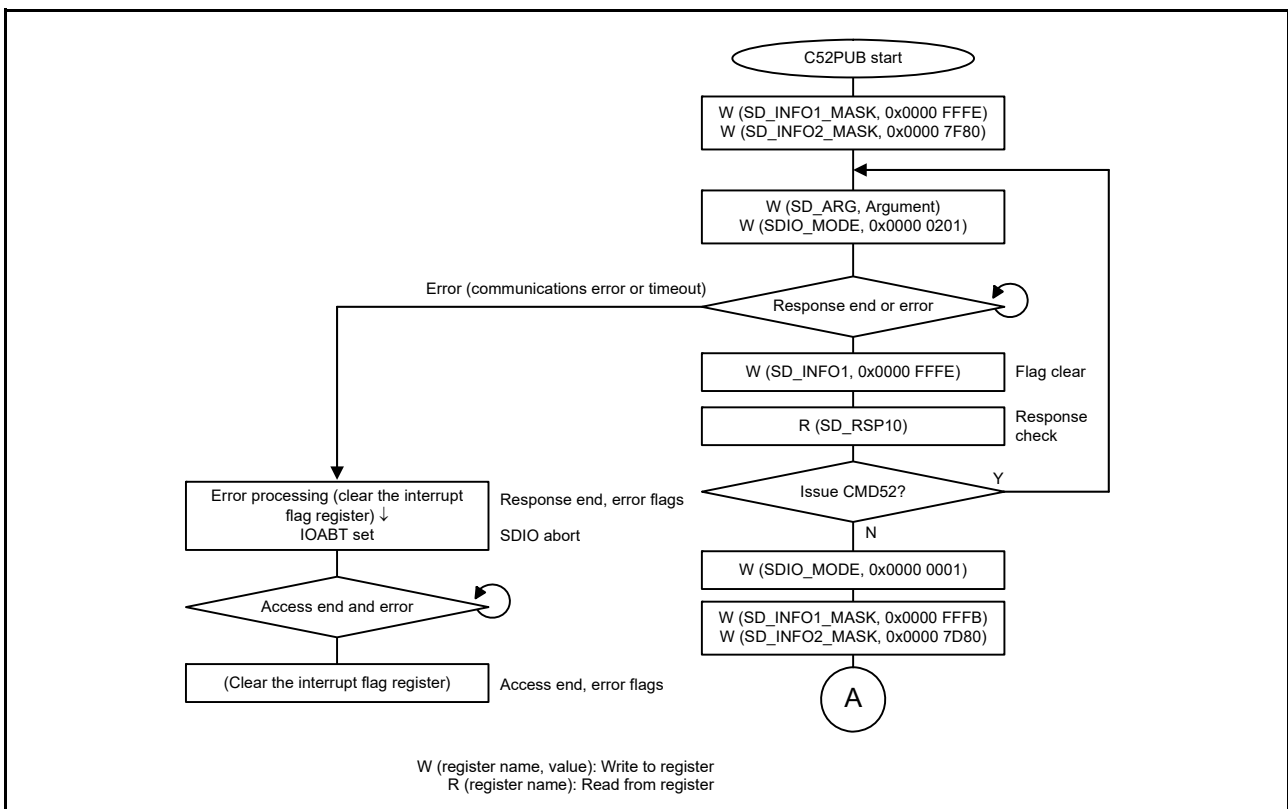 C52PUB start
W (SD_INFO1_MASK, 0x0000 FFFE)
W (SD_INFO2_MASK, 0x0000 7F80)
W (SD_ARG, Argument)
W (SDIO_MODE, 0x0000 0201)
Error (communications error or timeout)
Response end or error
W (SD_INFO1, 0x0000 FFFE)
Flag clear
R (SD_RSP10)
Response
check
Issue CMD52?
Y
N
Error processing (clear the interrupt
flag register) ↓
IOABT set
Response end, error flags
SDIO abort
W (SDIO_MODE, 0x0000 0001)
Access end and error
W (SD_INFO1_MASK, 0x0000 FFFB)
W (SD_INFO2_MASK, 0x0000 7D80)
(Clear the interrupt flag register)
Access end, error flags
A
W (register name, value): Write to register
R (register name): Read from register